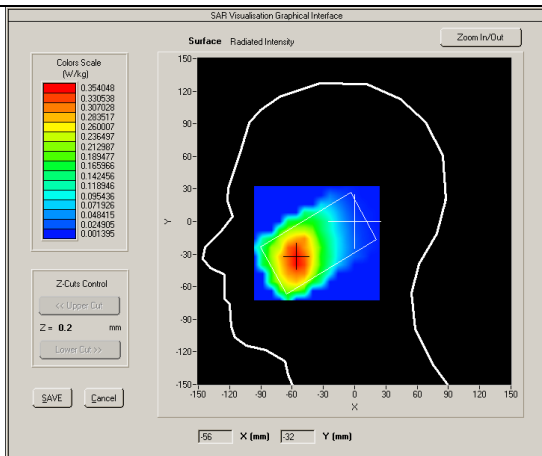 SAR Visualisation Graphical Interface
Surface Radiated Intensity
Zoom In/Out
Colors Scale
(W/kg)
0.354048
0.330538
0.307028
0.283517
0.260007
0.236497
0.212987
0.189477
0.165966
0.142456
0.118946
0.095436
0.071926
0.048415
0.024905
0.001395
Z-Cuts Control
<< Upper Cut
Z = 0.2 mm
Lower Cut >>
SAVE Cancel
150
120
90
60
30
0
-30
-60
-90
-120
-150
Y
-150 -120 -90 -60 -30 0 30 60 90 120 150
X
-56 X (mm) -32 Y (mm)